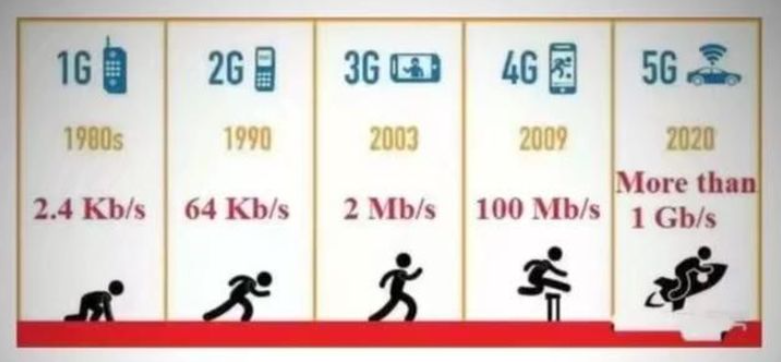 1G
1980s
2.4 Kb/s
2G
1990
64 Kb/s
3G
2003
2 Mb/s
4G
2009
100 Mb/s
5G
2020
More than
1 Gb/s